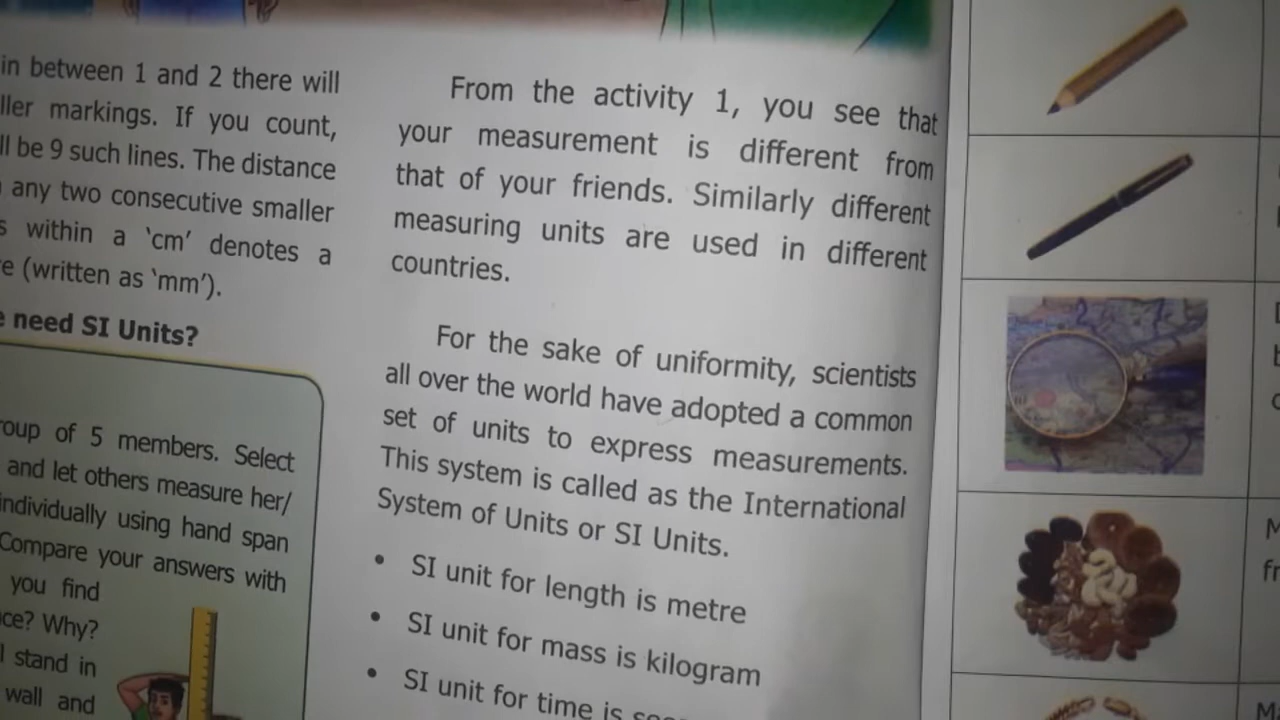 in between 1 and 2 there will
ller markings. If you count,
ll be 9 such lines. The distance
any two consecutive smaller
s within a ‘cm’ denotes a
e (written as ‘mm’).
e need SI Units?
roup of 5 members. Select
and let others measure her/
individually using hand span
Compare your answers with
you find
ce? Why?
l stand in
wall and
From the activity 1, you see that
your measurement is different from
that of your friends. Similarly different
measuring units are used in different
countries.
For the sake of uniformity, scientists
all over the world have adopted a common
set of units to express measurements.
This system is called as the International
System of Units or SI Units.
• SI unit for length is metre
• SI unit for mass is kilogram
• SI unit for time is